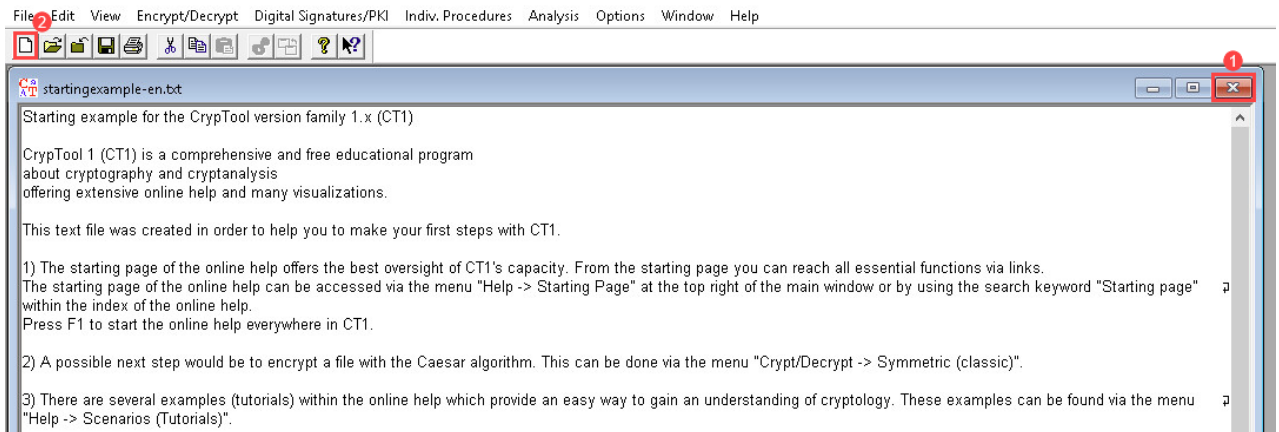 File Edit View Encrypt/Decrypt Digital Signatures/PKI Indiv. Procedures Analysis Options Window Help
2
1
startingexample-en.txt
Starting example for the CrypTool version family 1.x (CT1)
CrypTool 1 (CT1) is a comprehensive and free educational program
about cryptography and cryptanalysis
offering extensive online help and many visualizations.
This text file was created in order to help you to make your first steps with CT1.
1) The starting page of the online help offers the best oversight of CT1's capacity. From the starting page you can reach all essential functions via links.
The starting page of the online help can be accessed via the menu "Help -> Starting Page" at the top right of the main window or by using the search keyword "Starting page"
within the index of the online help.
Press F1 to start the online help everywhere in CT1.
2) A possible next step would be to encrypt a file with the Caesar algorithm. This can be done via the menu "Crypt/Decrypt -> Symmetric (classic)".
3) There are several examples (tutorials) within the online help which provide an easy way to gain an understanding of cryptology. These examples can be found via the menu
"Help -> Scenarios (Tutorials)".